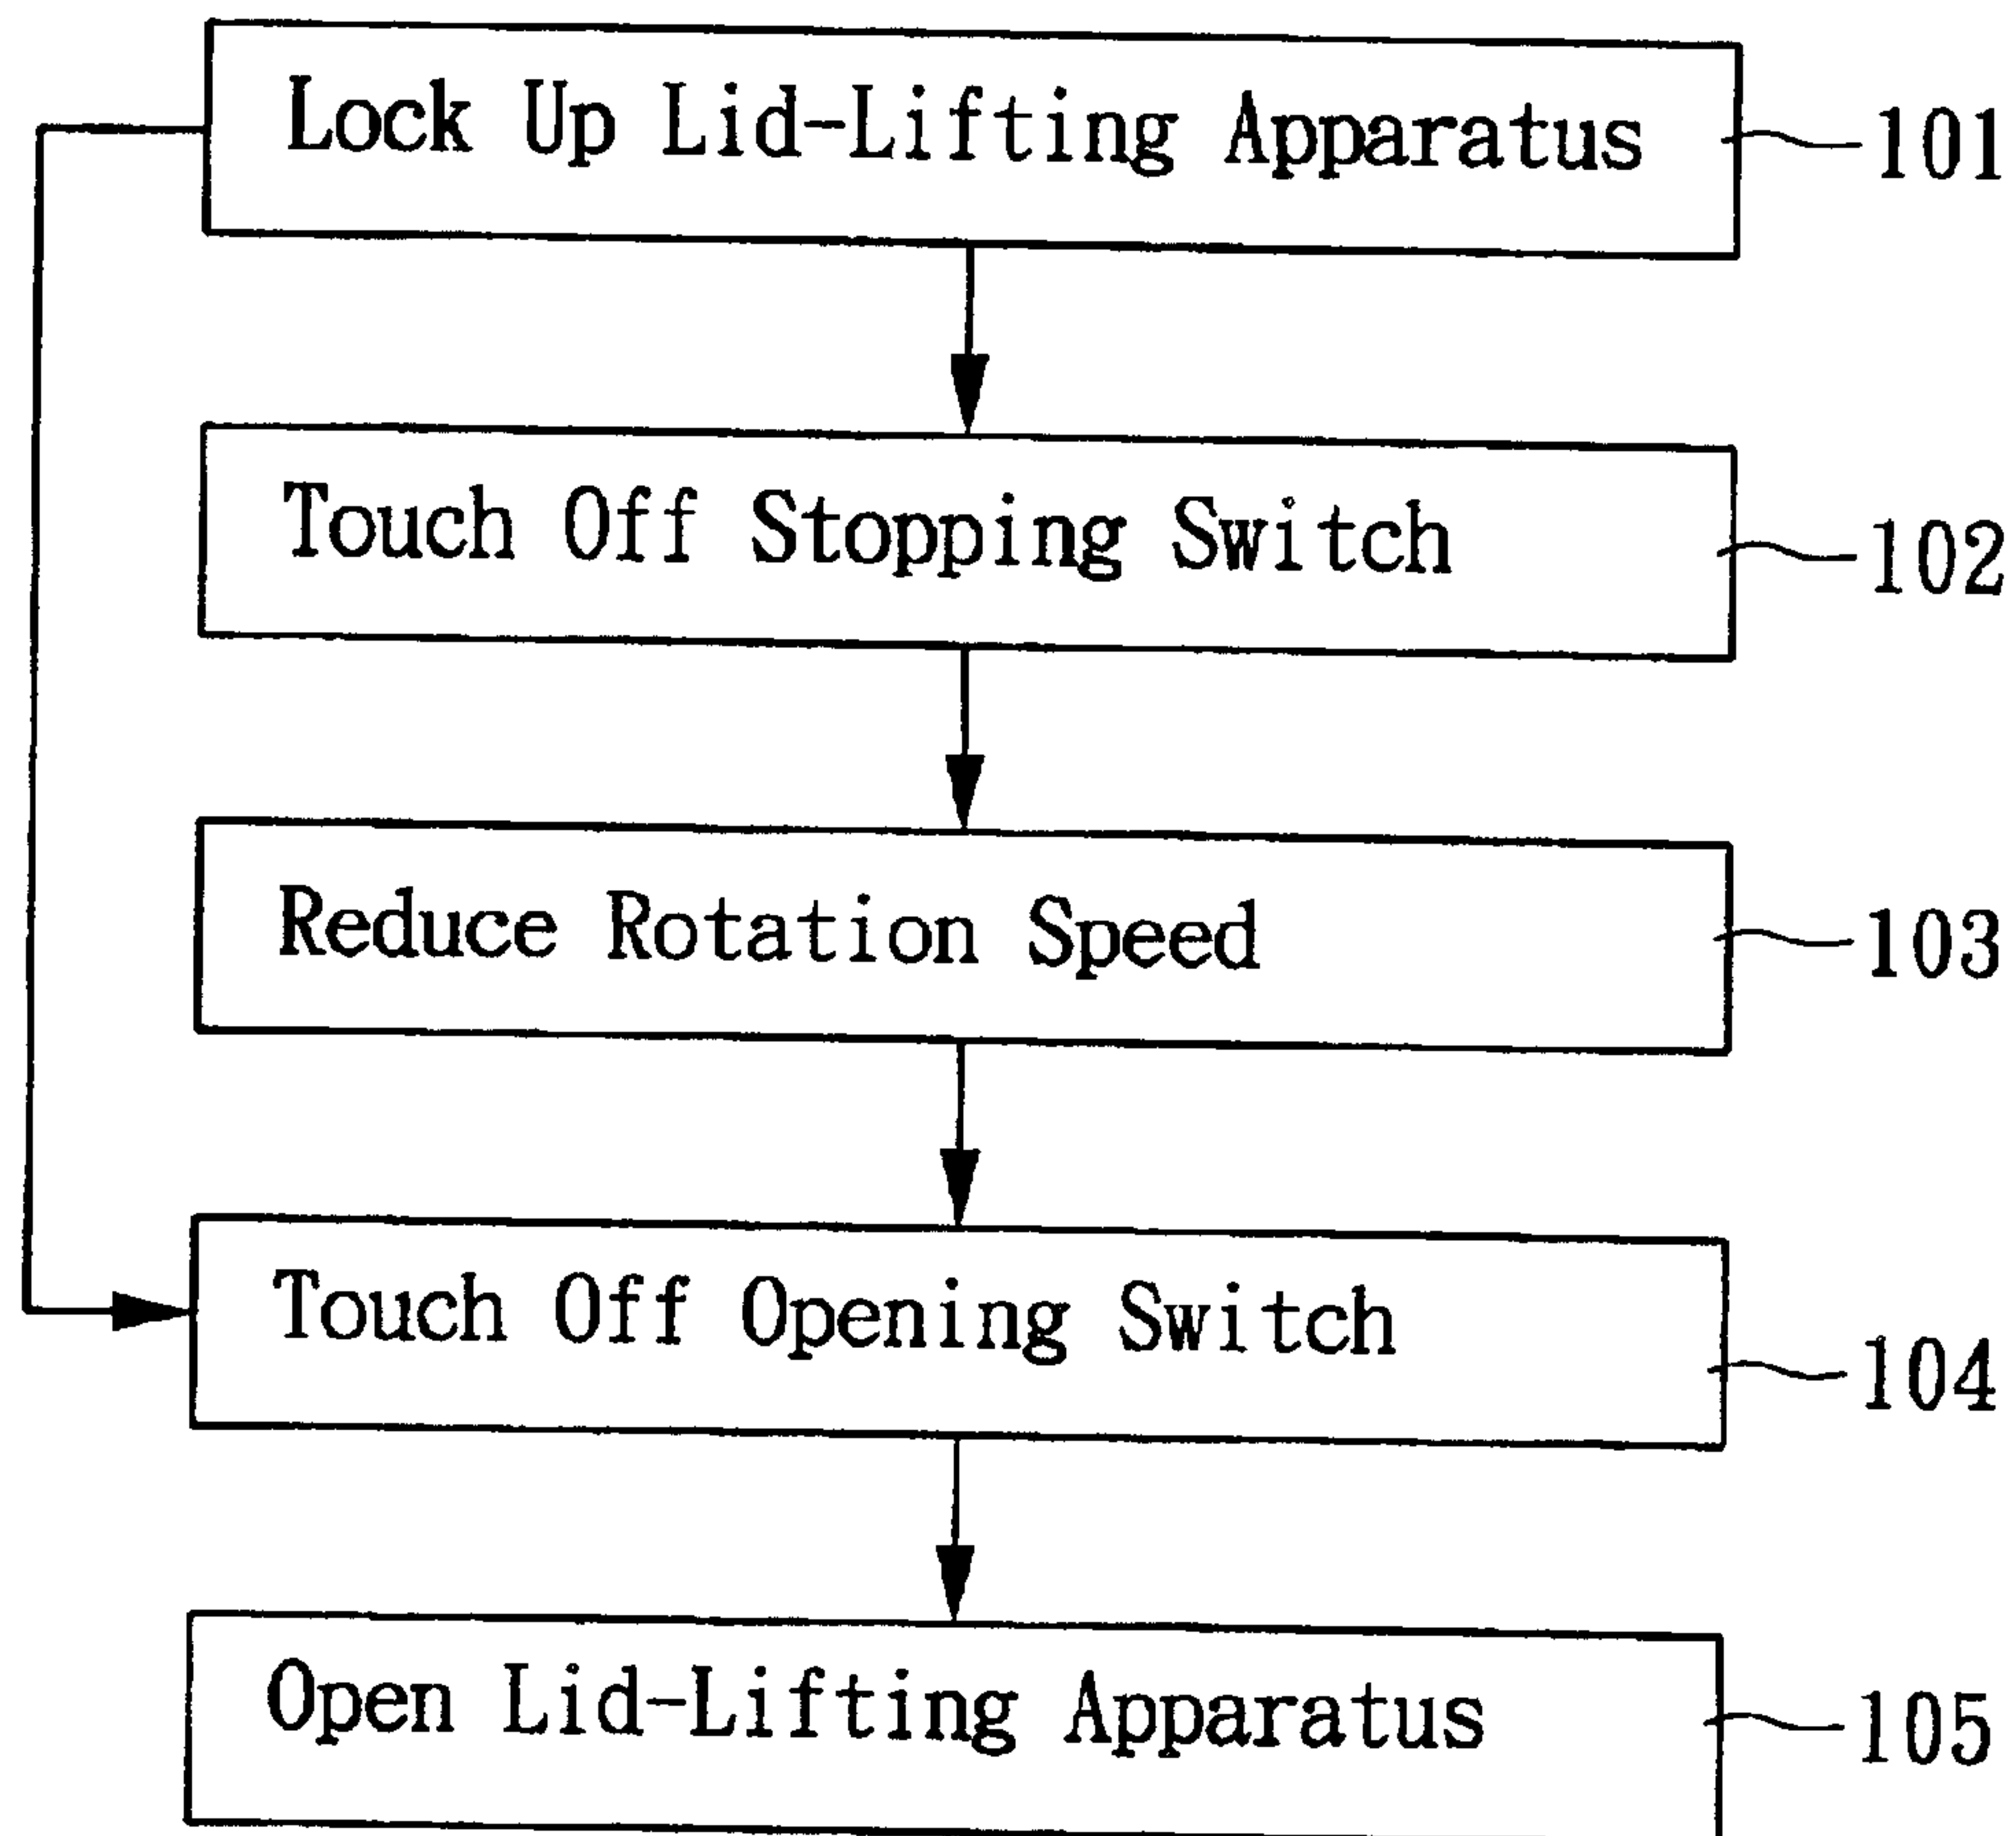 Lock Up Lid-Lifting Apparatus
101
Touch Off Stopping Switch
102
Reduce Rotation Speed
103
Touch Off Opening Switch
104
Open Lid-Lifting Apparatus
105